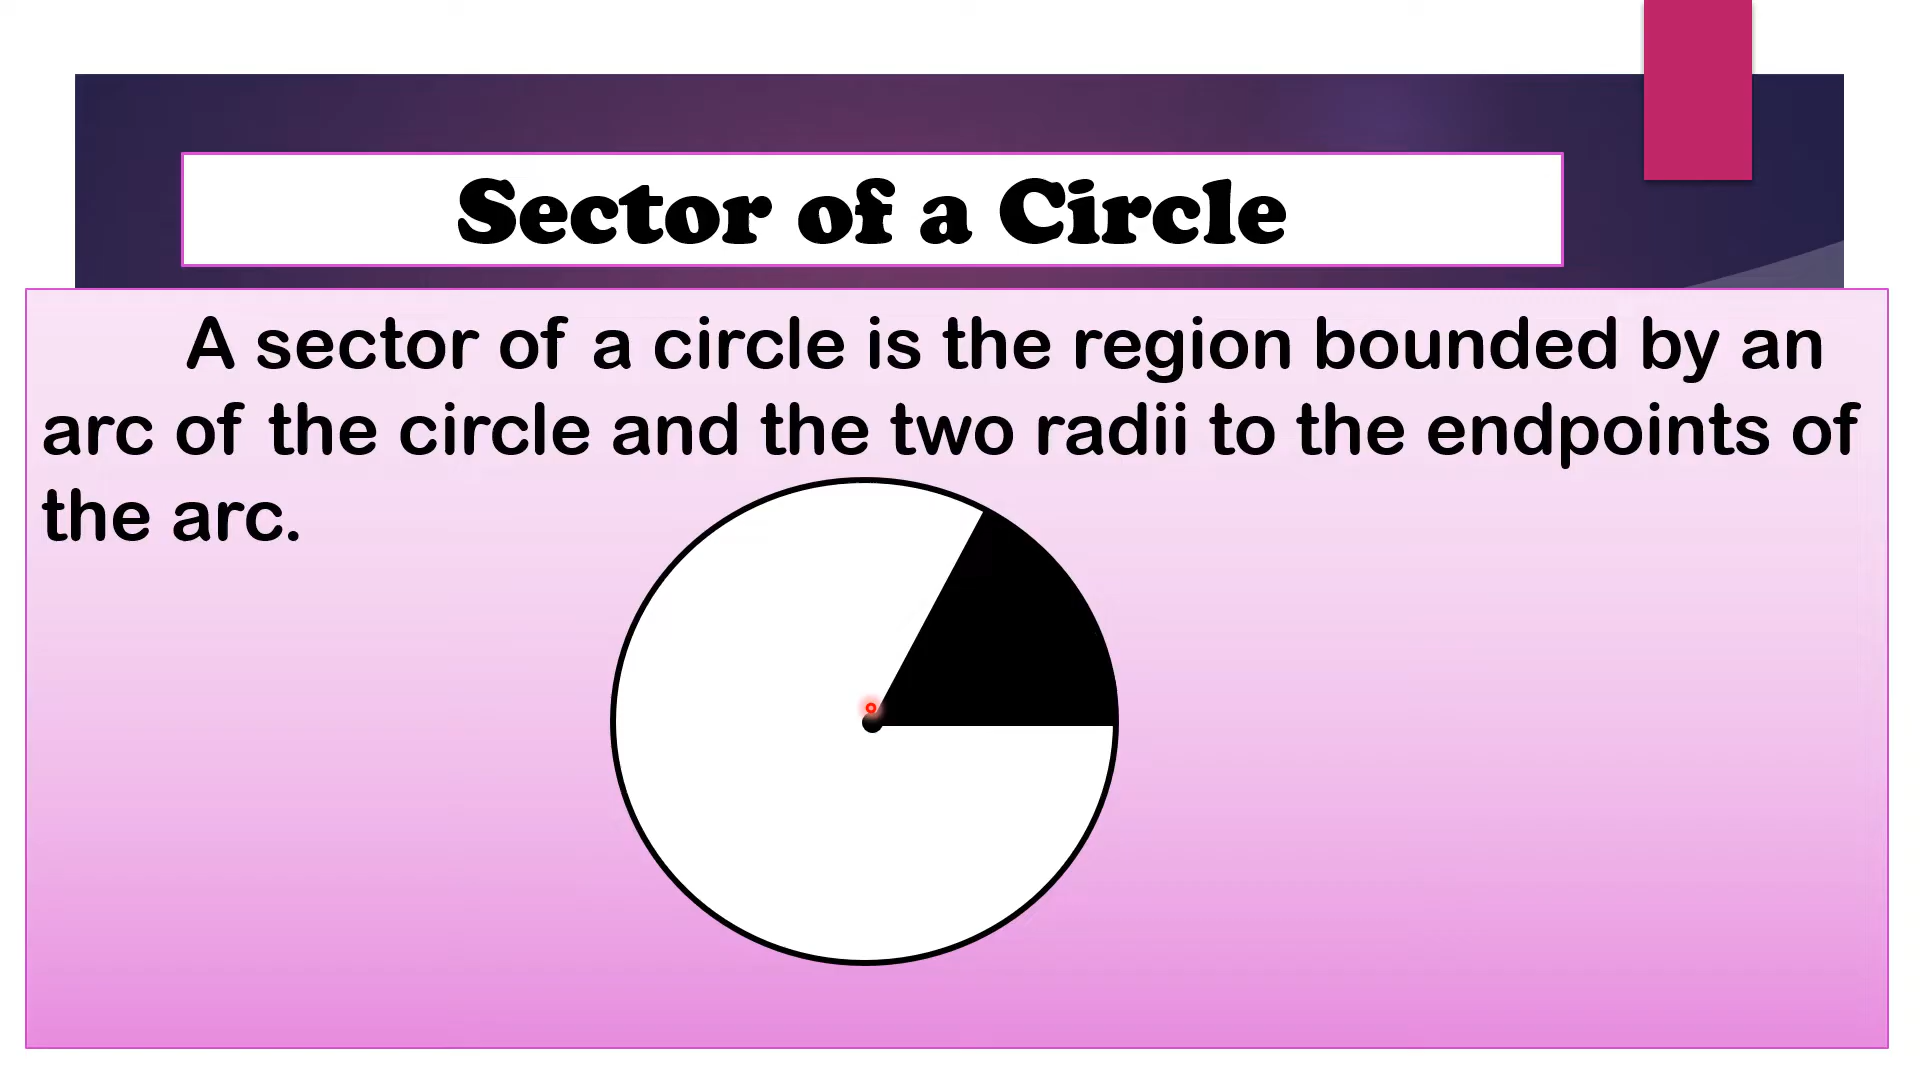 Sector of a Circle
A sector of a circle is the region bounded by an
arc of the circle and the two radii to the endpoints of
the arc.